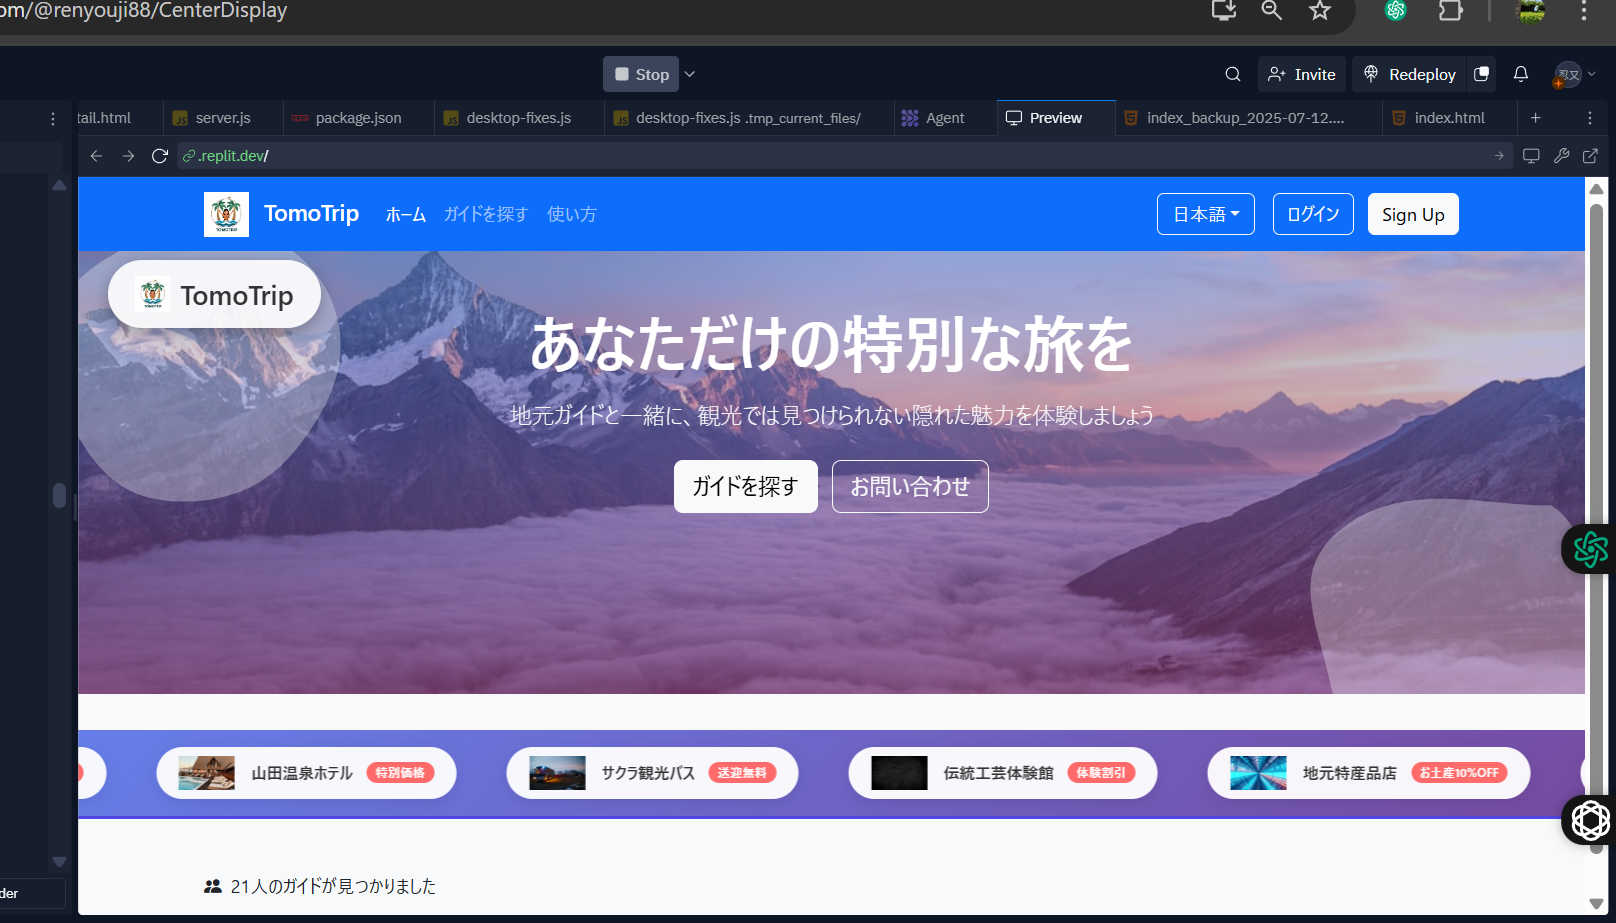 om/@renyouji88/CenterDisplay
Stop
Invite
Redeploy
忍又
tail.html
server.js
package.json
desktop-fixes.js
desktop-fixes.js .tmp_current_files/
Agent
Preview
index_backup_2025-07-12....
index.html
.replit.dev/
TomoTrip
ホーム
ガイドを探す
使い方
日本語
ログイン
Sign Up
TomoTrip
あなただけの特別な旅を
地元ガイドと一緒に、観光では見つけられない隠れた魅力を体験しましょう
ガイドを探す
お問い合わせ
山田温泉ホテル 特別価格
サクラ観光バス 送迎無料
伝統工芸体験館 体験割引
地元特産品店 お土産10%OFF
21人のガイドが見つかりました
der